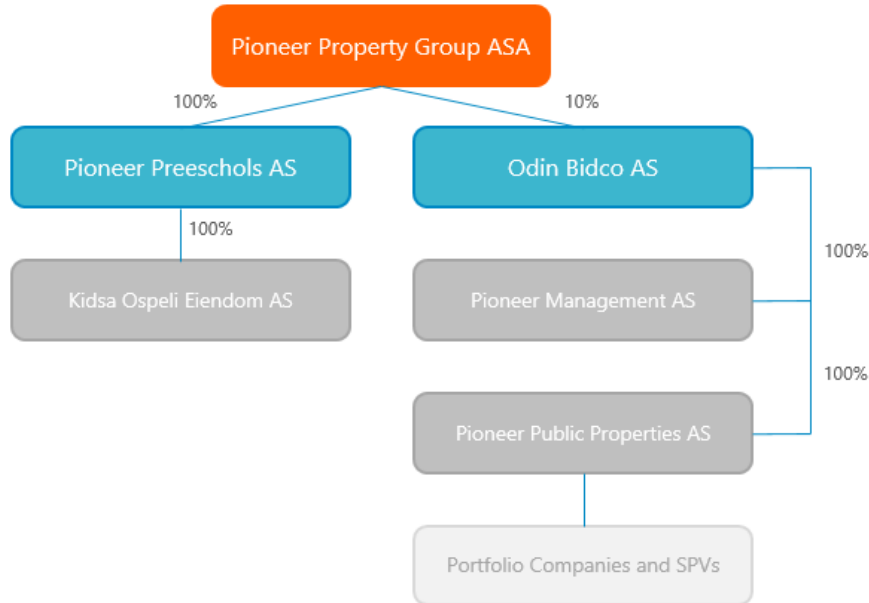 Pioneer Property Group ASA
100%
10%
Pioneer Preeschols AS
Odin Bidco AS
100%
100%
Kidsa Ospeli Eiendom AS
Pioneer Management AS
100%
Pioneer Public Properties AS
Portfolio Companies and SPVs